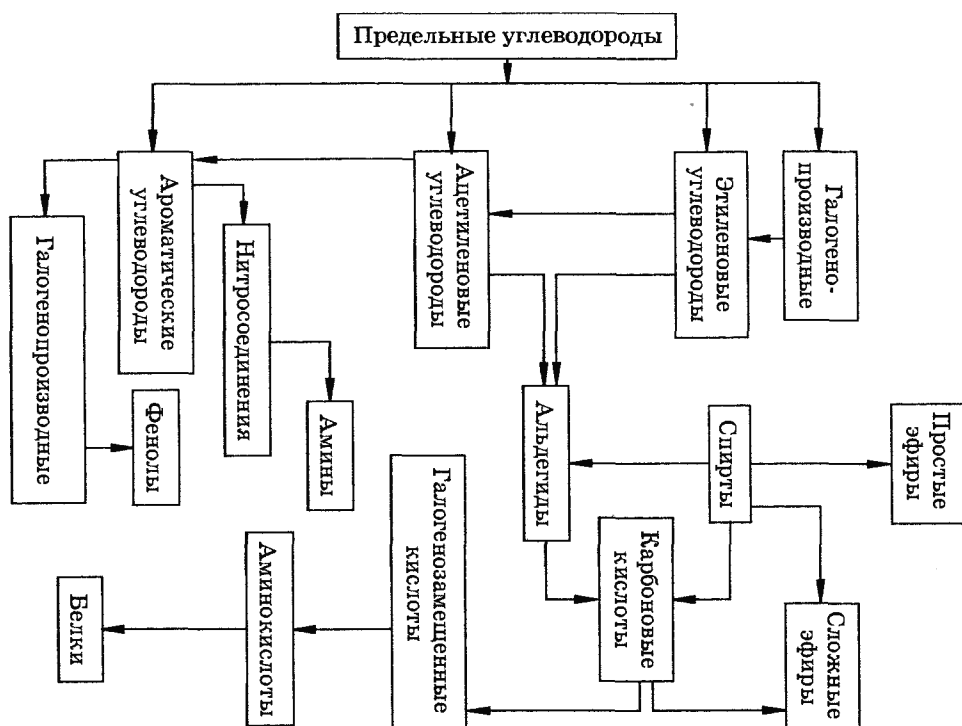 Предельные углеводороды
Ароматические
углеводороды
Ацетиленовые
углеводороды
Этиленовые
углеводороды
Галогено-
производные
Галогенопроизводные
Нитросоединения
Фенолы
Амины
Альдегиды
Спирты
Простые
эфиры
Галогенозамещенные
кислоты
Карбоновые
кислоты
Сложные
эфиры
Белки
Аминокислоты